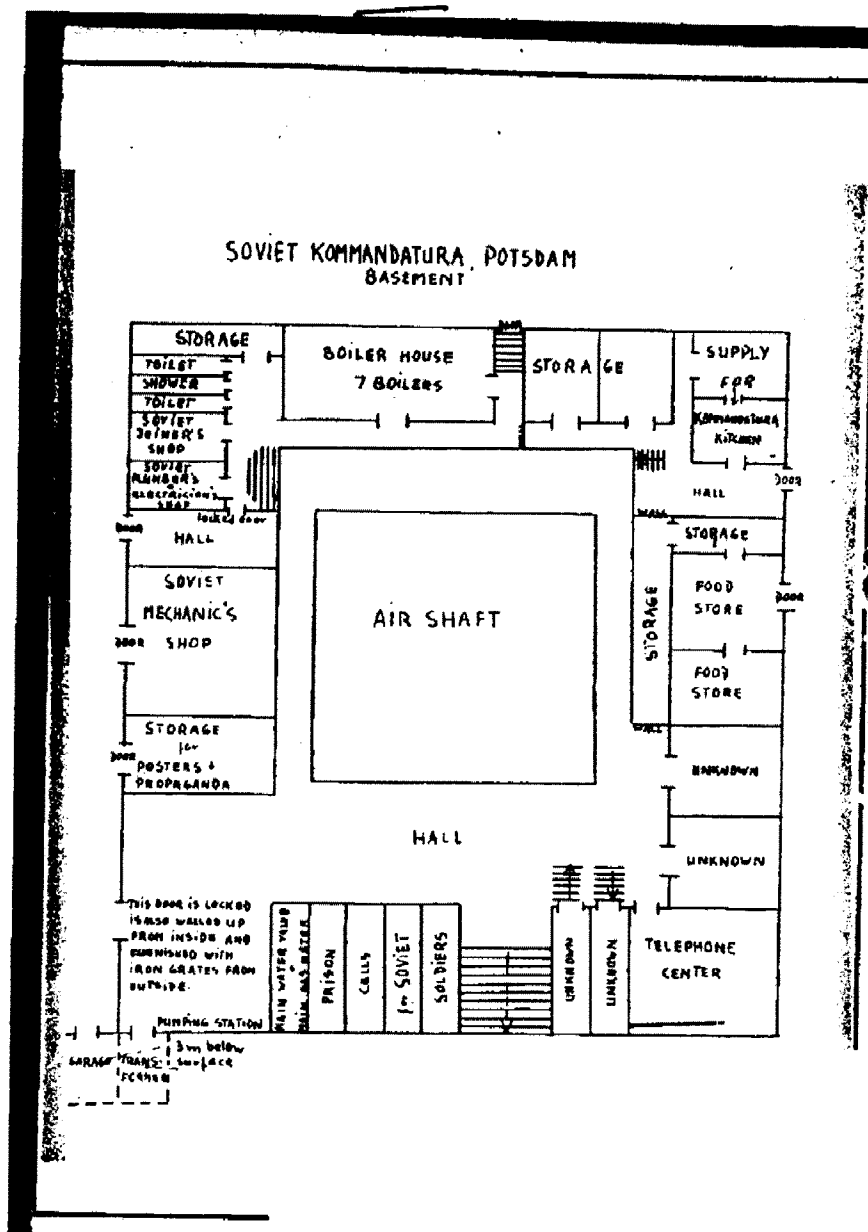 SOVIET KOMMANDATURA, POTSDAM
BASEMENT
STORAGE
TOILET
SHOWER
TOILET
SOVIET
JOINER'S
SHOP
SOVIET
PLUMBER'S
ELECTRICIAN'S
SHOP
locked door
BOILER HOUSE
7 BOILERS
STORAGE
SUPPLY
FOR
KOMMANDATURA
KITCHEN
DOOR
HALL
WALL
DOOR
HALL
STORAGE
SOVIET
MECHANIC'S
SHOP
DOOR
AIR SHAFT
STORAGE
FOOD
STORE
DOOR
FOOD
STORE
WALL
STORAGE
for
POSTERS +
PROPAGANDA
DOOR
UNKNOWN
HALL
UNKNOWN
THIS DOOR IS LOCKED
IS ALSO WALLED UP
FROM INSIDE AND
FURNISHED WITH
IRON GRATES FROM
OUTSIDE.
MAIN WATER
MAIN GAS METER
PRISON
CALLS
for SOVIET
SOLDIERS
UNKNOWN
UNKNOWN
TELEPHONE
CENTER
PUMPING STATION
3m below
surface
GARAGE
TRANS-
FORMER